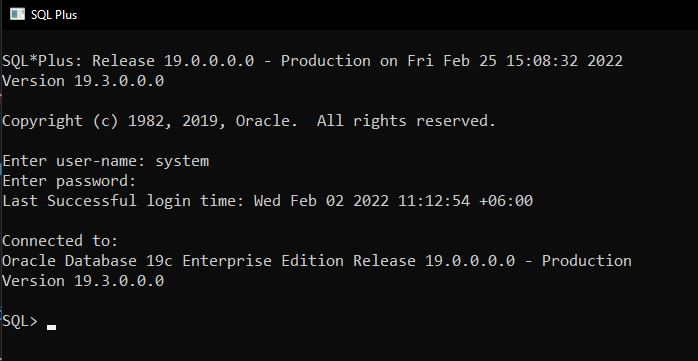 SQL Plus
SQL*Plus: Release 19.0.0.0.0 - Production on Fri Feb 25 15:08:32 2022
Version 19.3.0.0.0
Copyright (c) 1982, 2019, Oracle.  All rights reserved.
Enter user-name: system
Enter password:
Last Successful login time: Wed Feb 02 2022 11:12:54 +06:00
Connected to:
Oracle Database 19c Enterprise Edition Release 19.0.0.0.0 - Production
Version 19.3.0.0.0
SQL>